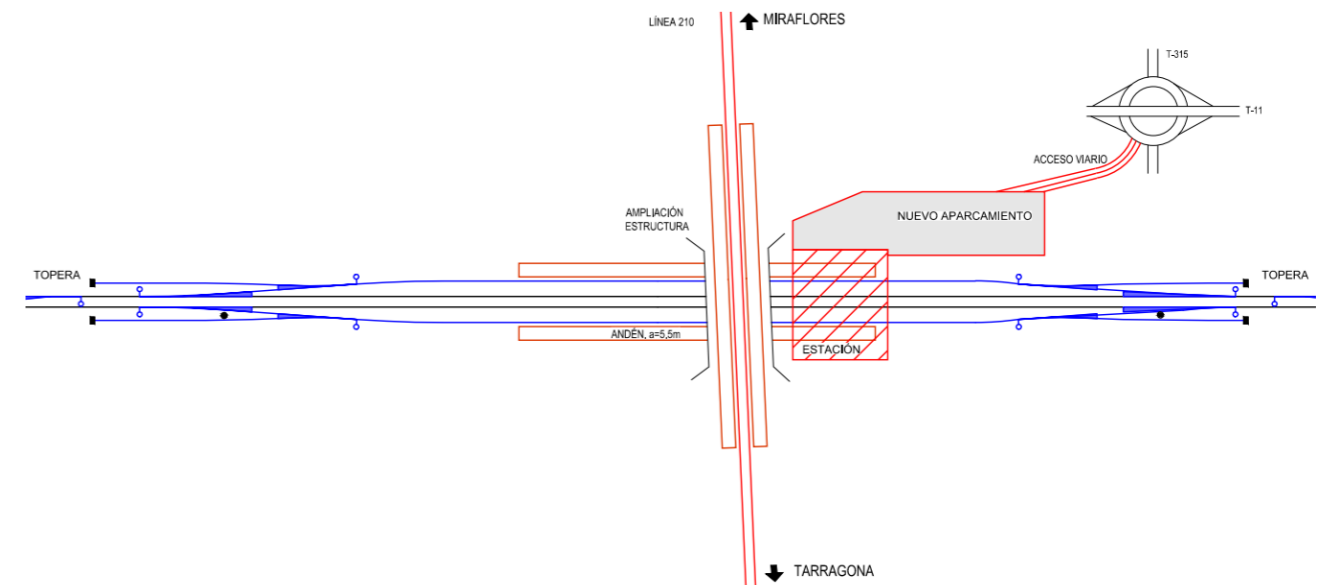 LÍNEA 210
MIRAFLORES
T-315
T-11
ACCESO VIARIO
AMPLIACIÓN
ESTRUCTURA
NUEVO APARCAMIENTO
TOPERA
TOPERA
ANDÉN, a=5,5m
ESTACIÓN
TARRAGONA